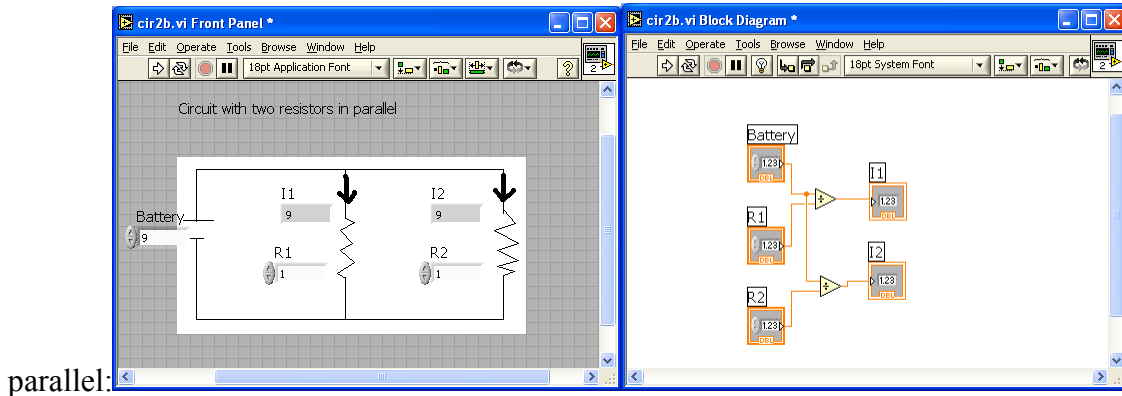 cir2b.vi Front Panel *
File Edit Operate Tools Browse Window Help
18pt Application Font
?
2
Circuit with two resistors in parallel
I1
9
I2
9
Battery
9
R1
1
R2
1
cir2b.vi Block Diagram *
File Edit Operate Tools Browse Window Help
18pt System Font
2
Battery
1.23
DBL
I1
1.23
DBL
R1
1.23
DBL
I2
1.23
DBL
R2
1.23
DBL
parallel: